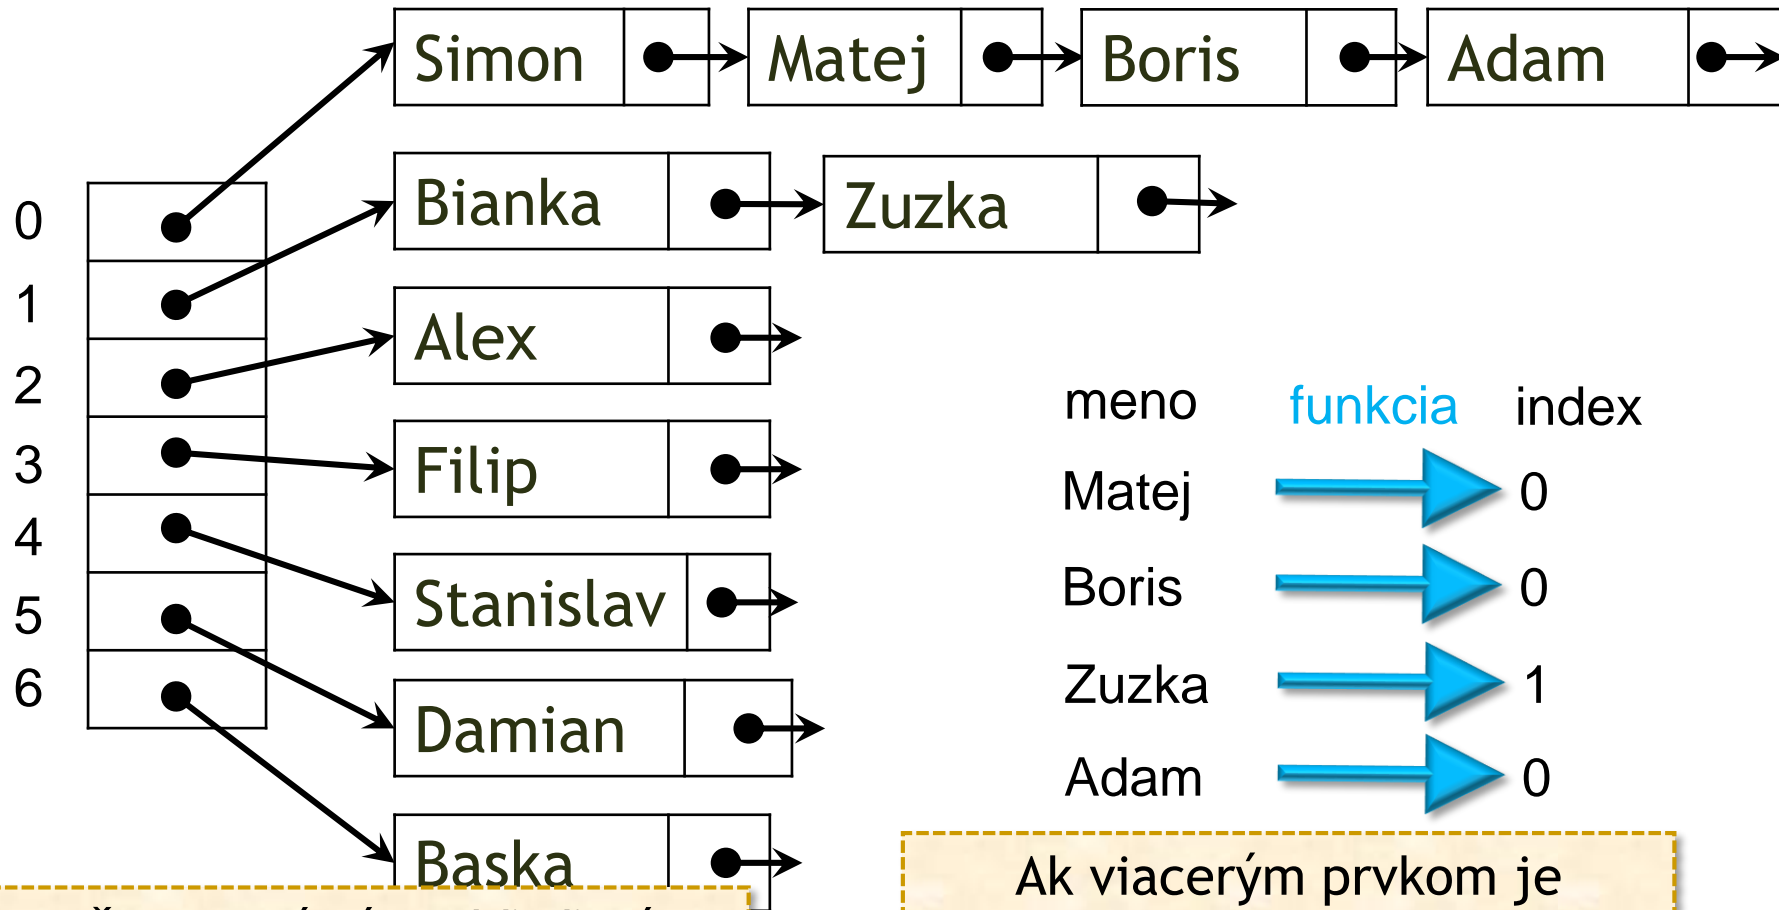 Simon Matej Boris Adam
0 Bianka Zuzka
1
2 Alex
3 Filip
4 Stanislav
5 Damian
6 Baska
meno funkcia index
Matej 0
Boris 0
Zuzka 1
Adam 0
Ak viacerým prvkom je